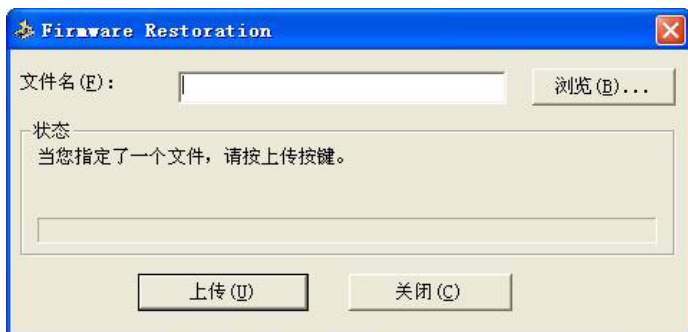 Firmware Restoration
文件名(F):
浏览(B)...
状态
当您指定了一个文件，请按上传按键。
上传(U)
关闭(C)